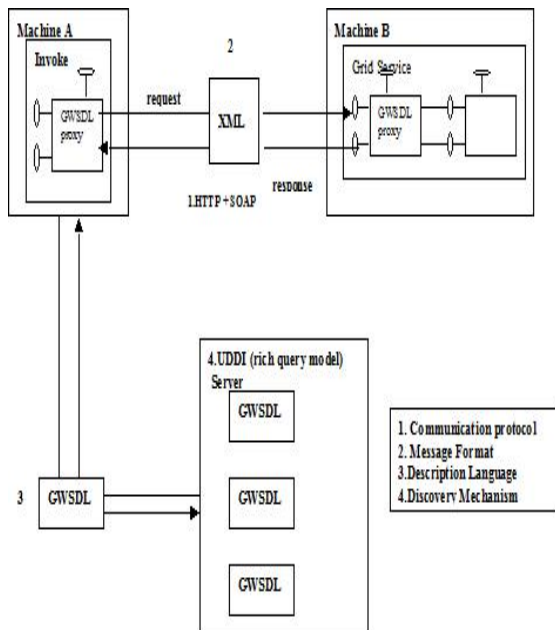 Machine A
Invoke
GWSDL
proxy
request
2
XML
1.HTTP+SOAP
response
Machine B
Grid Service
GWSDL
proxy
4.UDDI (rich query model)
Server
GWSDL
GWSDL
GWSDL
3
GWSDL
1. Communication protocol
2. Message Format
3.Description Language
4.Discovery Mechanism